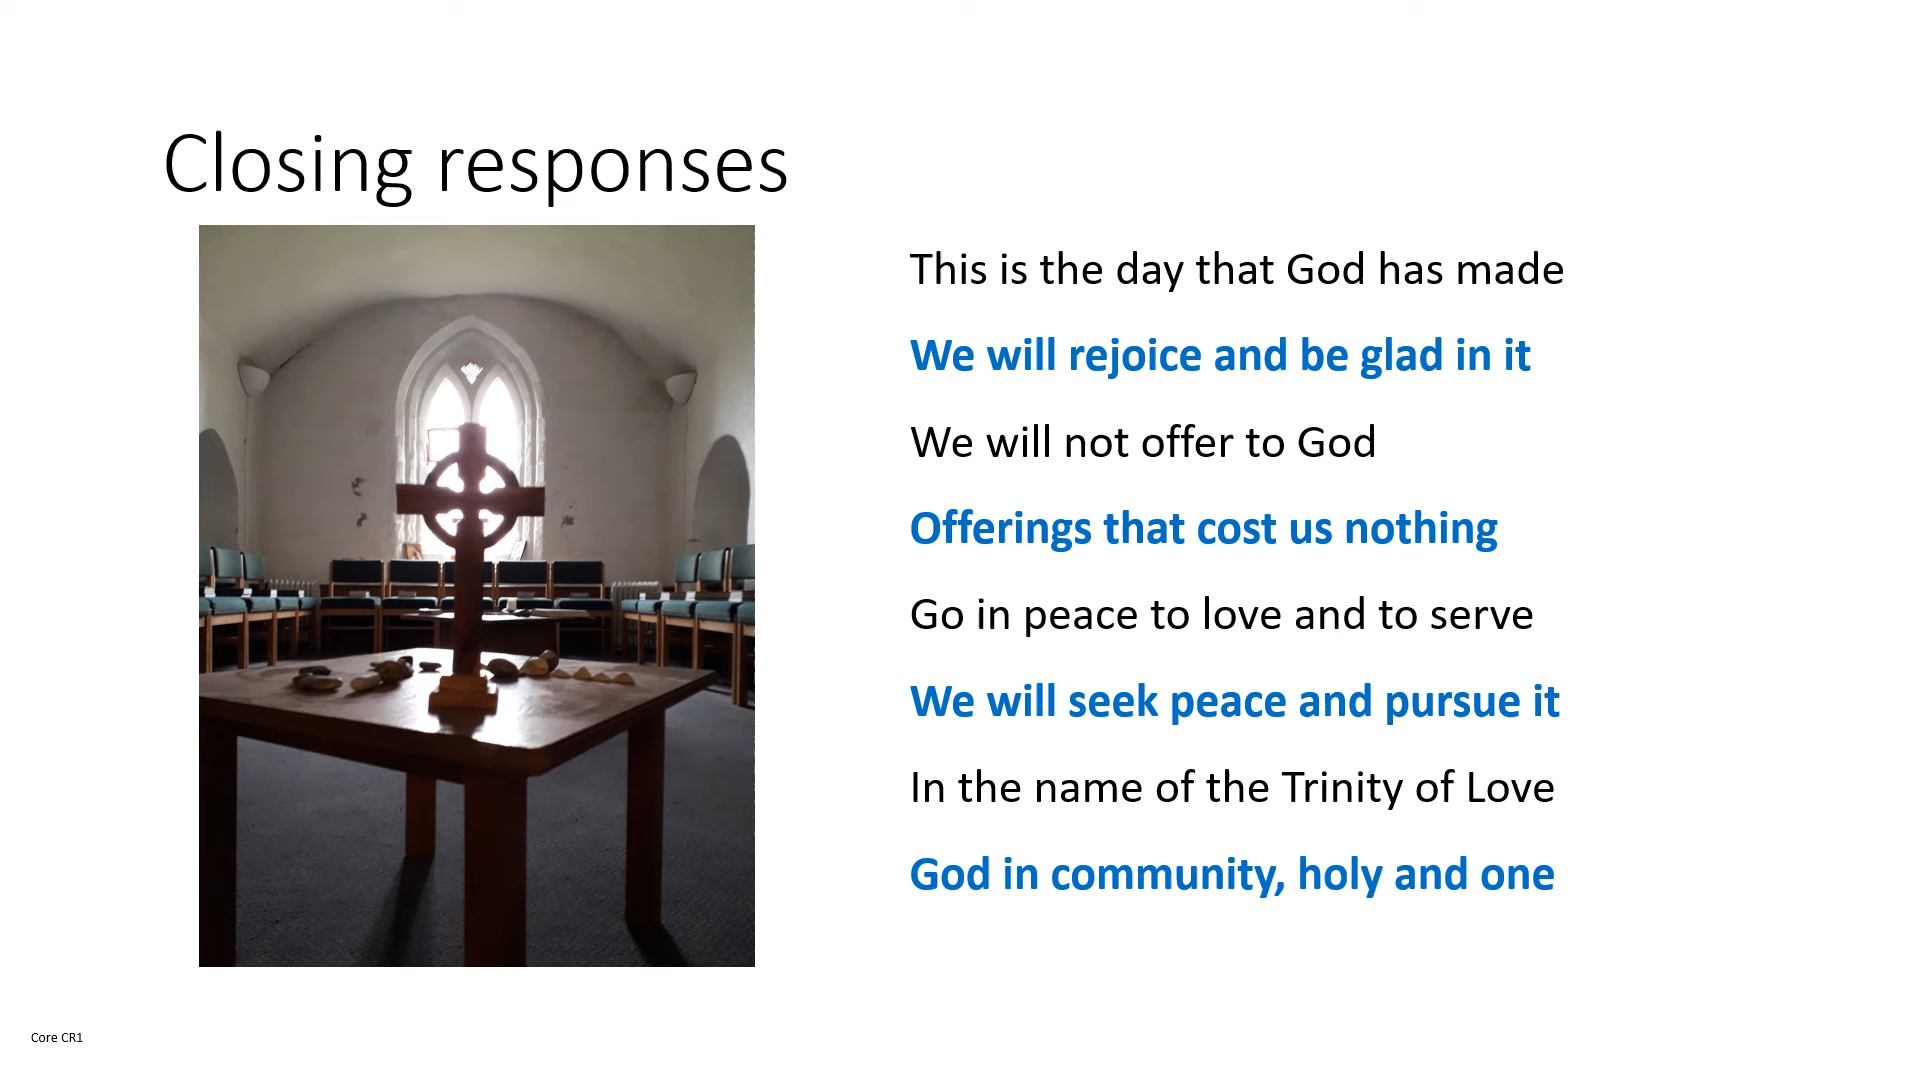 Closing responses
This is the day that God has made
We will rejoice and be glad in it
We will not offer to God
Offerings that cost us nothing
Go in peace to love and to serve
We will seek peace and pursue it
In the name of the Trinity of Love
God in community, holy and one
Core CR1